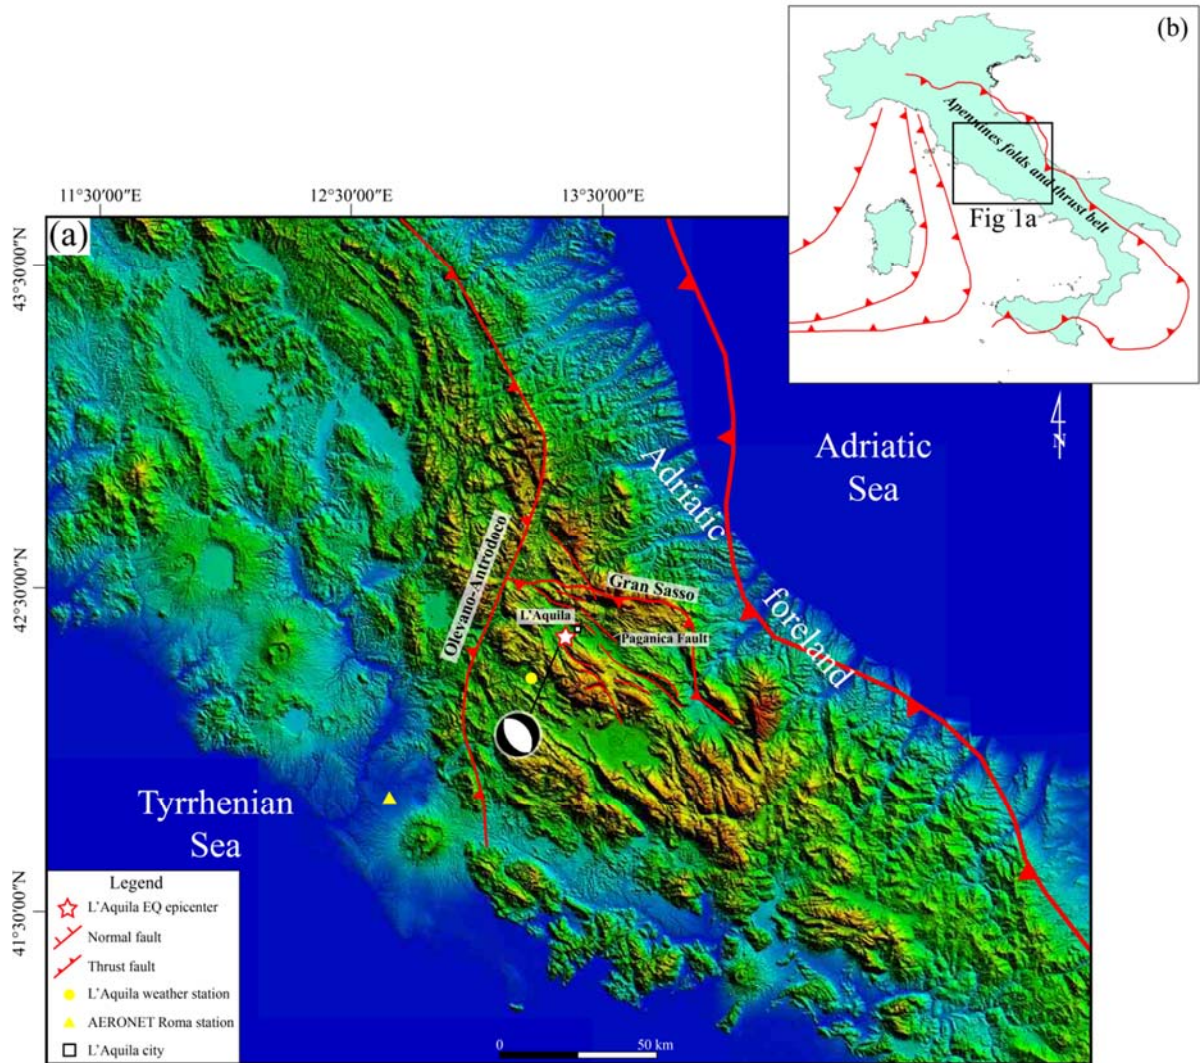 (b)
Apennines folds and thrust belt
Fig 1a
11°30'00"E
12°30'00"E
13°30'00"E
(a)
43°30'00"N
42°30'00"N
41°30'00"N
N
Adriatic
Sea
Adriatic
foreland
Olevano-Antrodoco
Gran Sasso
L'Aquila
Paganica Fault
Tyrrhenian
Sea
Legend
L'Aquila EQ epicenter
Normal fault
Thrust fault
L'Aquila weather station
AERONET Roma station
L'Aquila city
0
50 km